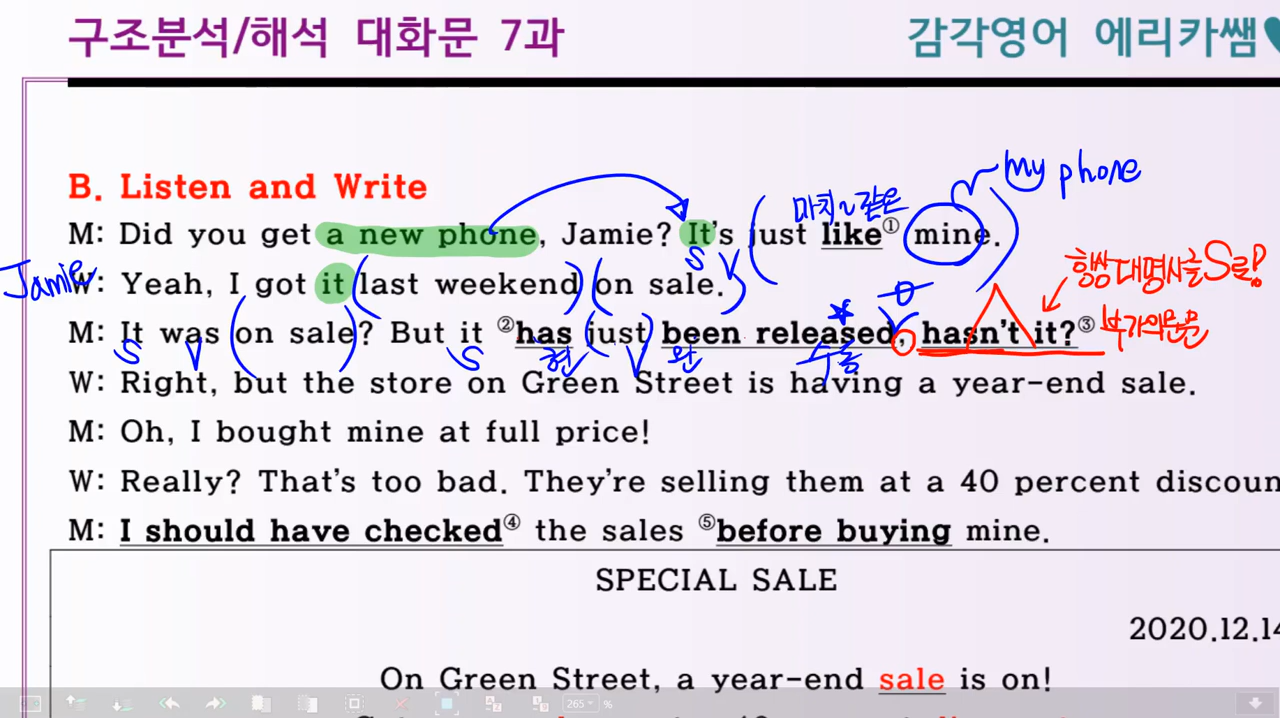 구조분석/해석 대화문 7과
감각영어 에리카쌤♥
B. Listen and Write
my phone
마치~같은
M: Did you get a new phone, Jamie? It's just like① mine.
S V
Jamie
W: Yeah, I got it last weekend on sale.
항상 대명사를 S로!
부가의문문
M: It was on sale? But it ②has just been released, hasn't it?③
S V S 현 V 완 수동
W: Right, but the store on Green Street is having a year-end sale.
M: Oh, I bought mine at full price!
W: Really? That's too bad. They're selling them at a 40 percent discoun
M: I should have checked④ the sales ⑤before buying mine.
SPECIAL SALE
2020.12.14
On Green Street, a year-end sale is on!
265 %